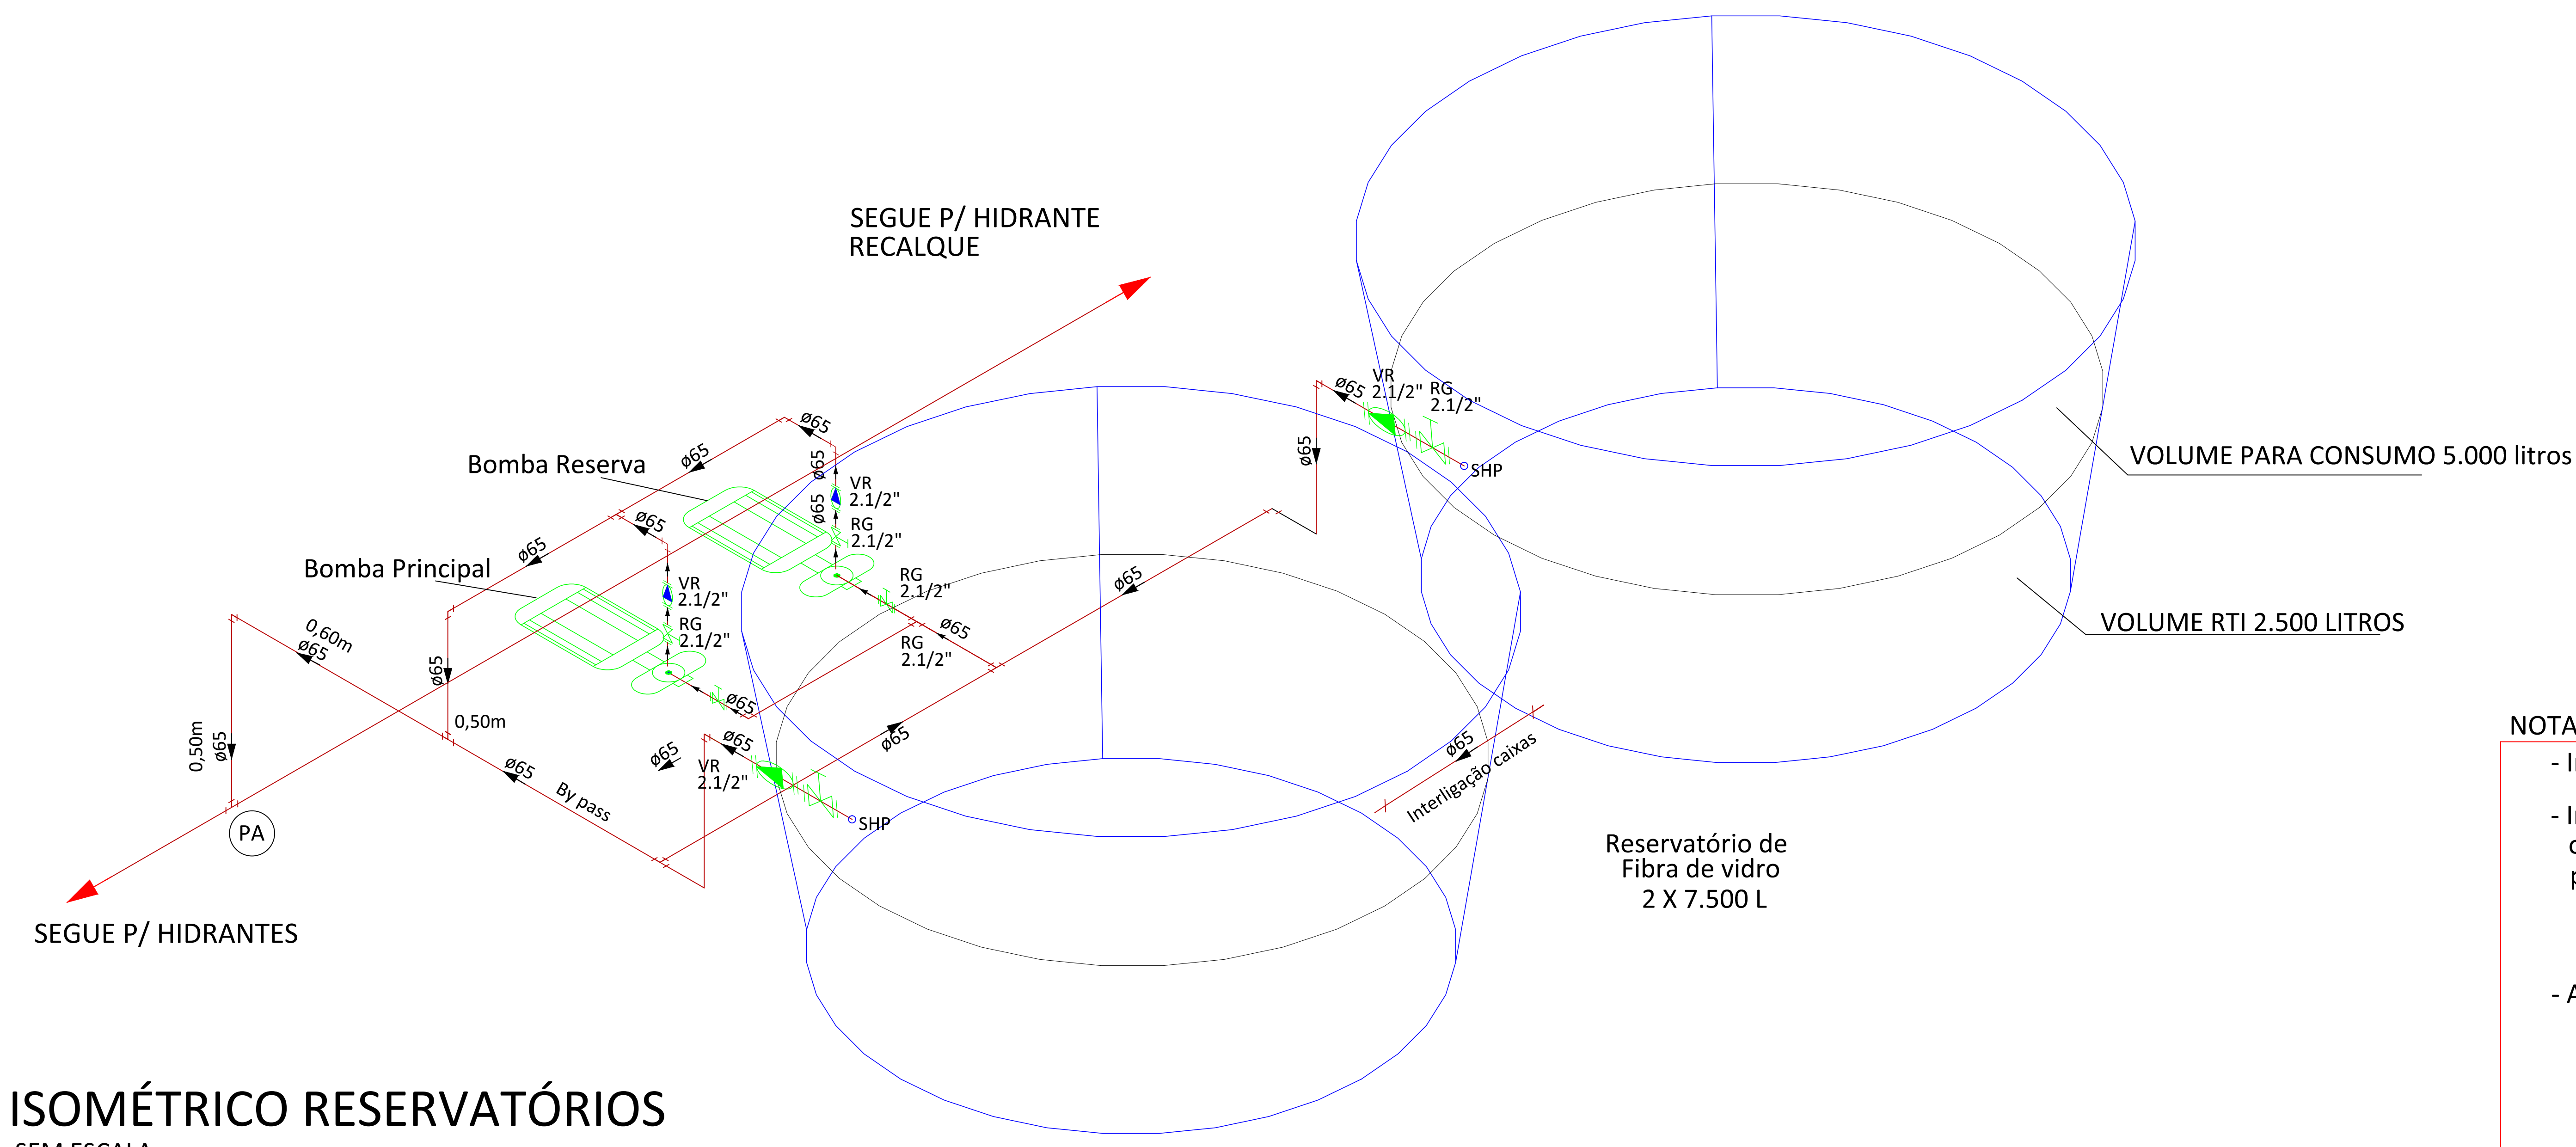 SEGUE P/ HIDRANTE
RECALQUE
ø65
VR
2.1/2"
RG
2.1/2"
ø65
SHP
VOLUME PARA CONSUMO 5.000 litros
VOLUME RTI 2.500 LITROS
Bomba Reserva
ø65
ø65
ø65
ø65
VR
2.1/2"
RG
2.1/2"
RG
2.1/2"
RG
2.1/2"
ø65
ø65
Bomba Principal
ø65
ø65
VR
2.1/2"
RG
2.1/2"
ø65
0,60m
ø65
ø65
0,50m
0,50m
ø65
ø65
By pass
ø65
ø65
VR
2.1/2"
ø65
SHP
ø65
Interligação caixas
PA
SEGUE P/ HIDRANTES
Reservatório de
Fibra de vidro
2 X 7.500 L
NOTA
ISOMÉTRICO RESERVATÓRIOS
SEM ESCALA